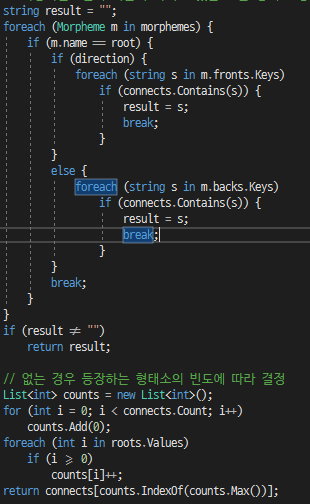 string result = "";
foreach (Morpheme m in morphemes) {
if (m.name == root) {
if (direction) {
foreach (string s in m.fronts.Keys)
if (connects.Contains(s)) {
result = s;
break;
}
}
else {
foreach (string s in m.backs.Keys)
if (connects.Contains(s)) {
result = s;
break;
}
}
break;
}
}
if (result ≠ "")
return result;
// 없는 경우 등장하는 형태소의 빈도에 따라 결정
List<int> counts = new List<int>();
for (int i = 0; i < connects.Count; i++)
counts.Add(0);
foreach (int i in roots.Values)
if (i ⩾ 0)
counts[i]++;
return connects[counts.IndexOf(counts.Max())];